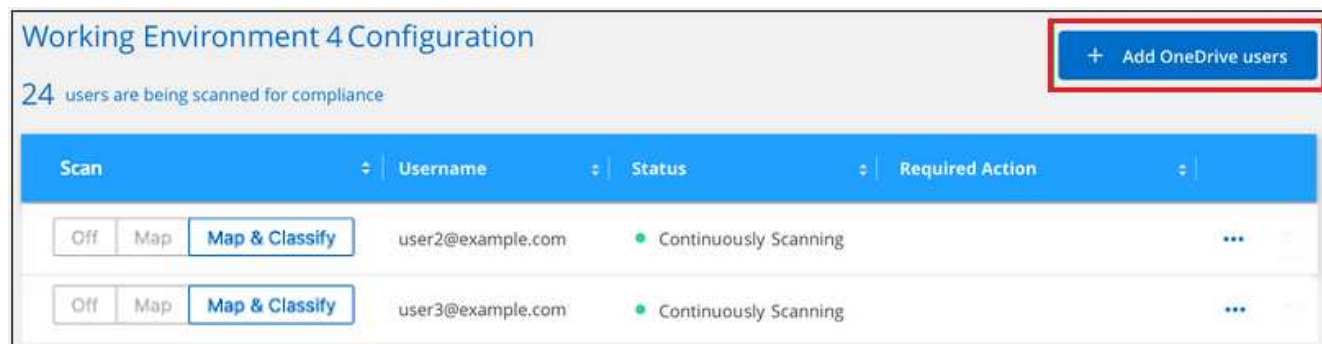 Working Environment 4 Configuration
+ Add OneDrive users
24 users are being scanned for compliance
Scan Username Status Required Action
Off Map Map & Classify user2@example.com Continuously Scanning •••
Off Map Map & Classify user3@example.com Continuously Scanning •••